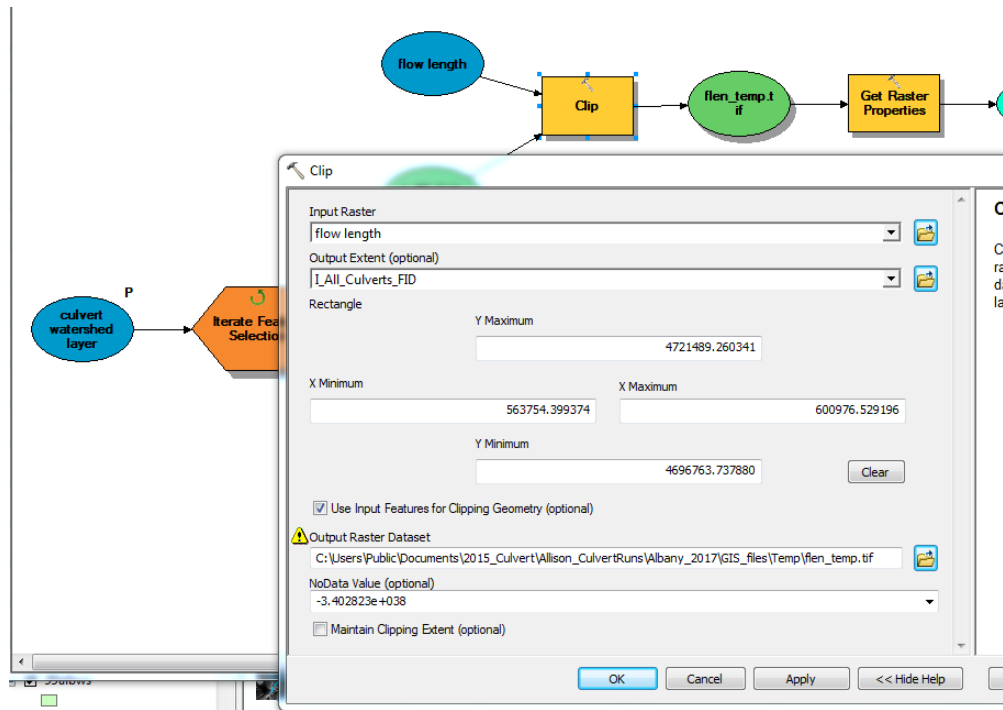 flow length
Clip
flen_temp.t
if
Get Raster
Properties
P
culvert
watershed
layer
Iterate Fea
Selectio
Clip
Input Raster
flow length
Output Extent (optional)
I_All_Culverts_FID
Rectangle
Y Maximum
4721489.260341
X Minimum
X Maximum
563754.399374
600976.529196
Y Minimum
4696763.737880
Clear
Use Input Features for Clipping Geometry (optional)
Output Raster Dataset
C:\Users\Public\Documents\2015_Culvert\Allison_CulvertRuns\Albany_2017\GIS_files\Temp\flen_temp.tif
NoData Value (optional)
-3.402823e+038
Maintain Clipping Extent (optional)
OK
Cancel
Apply
<< Hide Help
C
ra
da
la